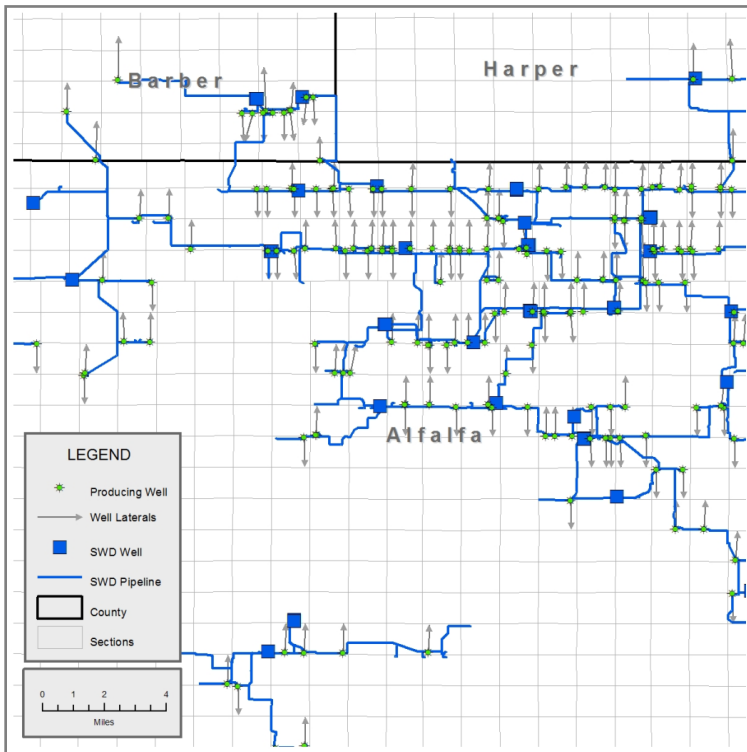 Barber
Harper
Alfalfa
LEGEND
Producing Well
Well Laterals
SWD Well
SWD Pipeline
County
Sections
0 1 2 3 4
Miles